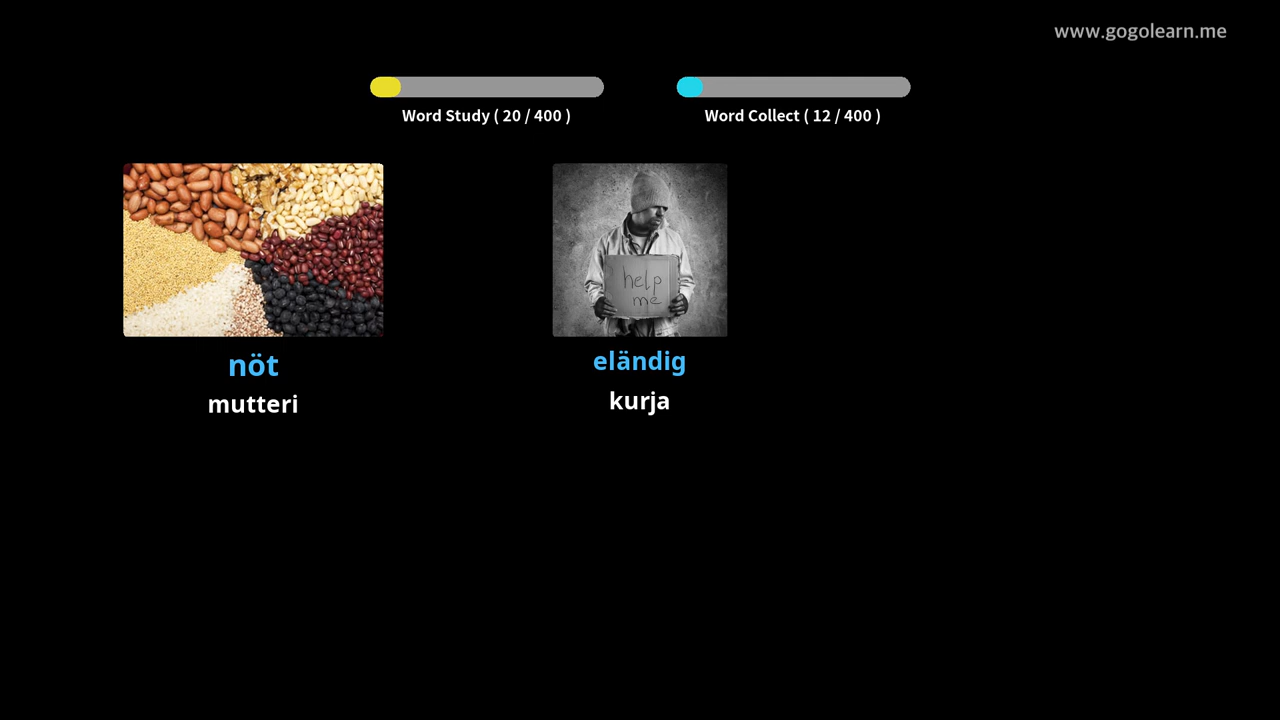 www.gogolearn.me
Word Study ( 20 / 400 )
Word Collect ( 12 / 400 )
help
me
nöt
mutteri
eländig
kurja